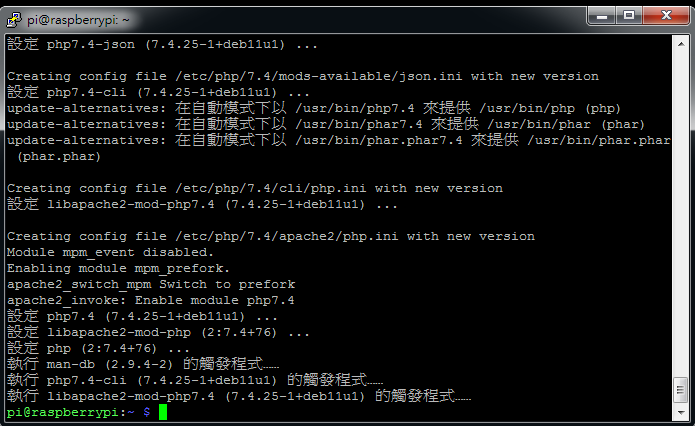 pi@raspberrypi: ~
設定 php7.4-json (7.4.25-1+deb11u1) ...
Creating config file /etc/php/7.4/mods-available/json.ini with new version
設定 php7.4-cli (7.4.25-1+deb11u1) ...
update-alternatives: 在自動模式下以 /usr/bin/php7.4 來提供 /usr/bin/php (php)
update-alternatives: 在自動模式下以 /usr/bin/phar7.4 來提供 /usr/bin/phar (phar)
update-alternatives: 在自動模式下以 /usr/bin/phar.phar7.4 來提供 /usr/bin/phar.phar
(phar.phar)
Creating config file /etc/php/7.4/cli/php.ini with new version
設定 libapache2-mod-php7.4 (7.4.25-1+deb11u1) ...
Creating config file /etc/php/7.4/apache2/php.ini with new version
Module mpm_event disabled.
Enabling module mpm_prefork.
apache2_switch_mpm Switch to prefork
apache2_invoke: Enable module php7.4
設定 php7.4 (7.4.25-1+deb11u1) ...
設定 libapache2-mod-php (2:7.4+76) ...
設定 php (2:7.4+76) ...
執行 man-db (2.9.4-2) 的觸發程式……
執行 php7.4-cli (7.4.25-1+deb11u1) 的觸發程式……
執行 libapache2-mod-php7.4 (7.4.25-1+deb11u1) 的觸發程式……
pi@raspberrypi:~ $